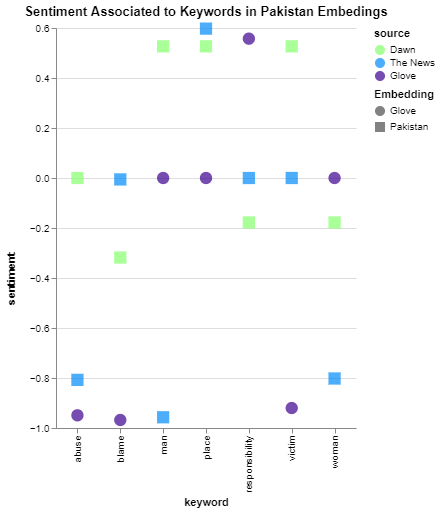 Sentiment Associated to Keywords in Pakistan Embedings
source
Dawn
The News
Glove
Embedding
Glove
Pakistan
0.6
0.4
0.2
0.0
−0.2
−0.4
−0.6
−0.8
−1.0
sentiment
abuse
blame
man
place
responsibility
victim
woman
keyword